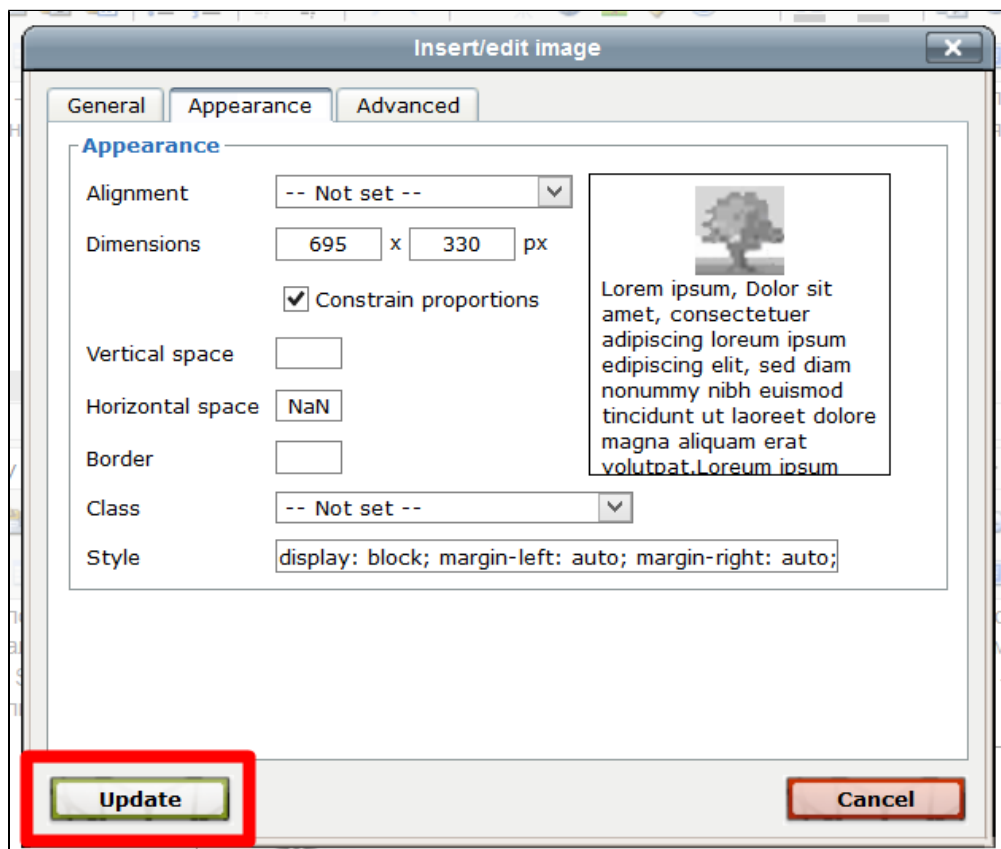 Insert/edit image
General Appearance Advanced
Appearance
Alignment -- Not set --
Dimensions 695 x 330 px
Constrain proportions
Vertical space
Horizontal space NaN
Border
Class -- Not set --
Style display: block; margin-left: auto; margin-right: auto;
Lorem ipsum, Dolor sit
amet, consectetuer
adipiscing loreum ipsum
edipiscing elit, sed diam
nonummy nibh euismod
tincidunt ut laoreet dolore
magna aliquam erat
volutpat.Loreum ipsum
Update Cancel